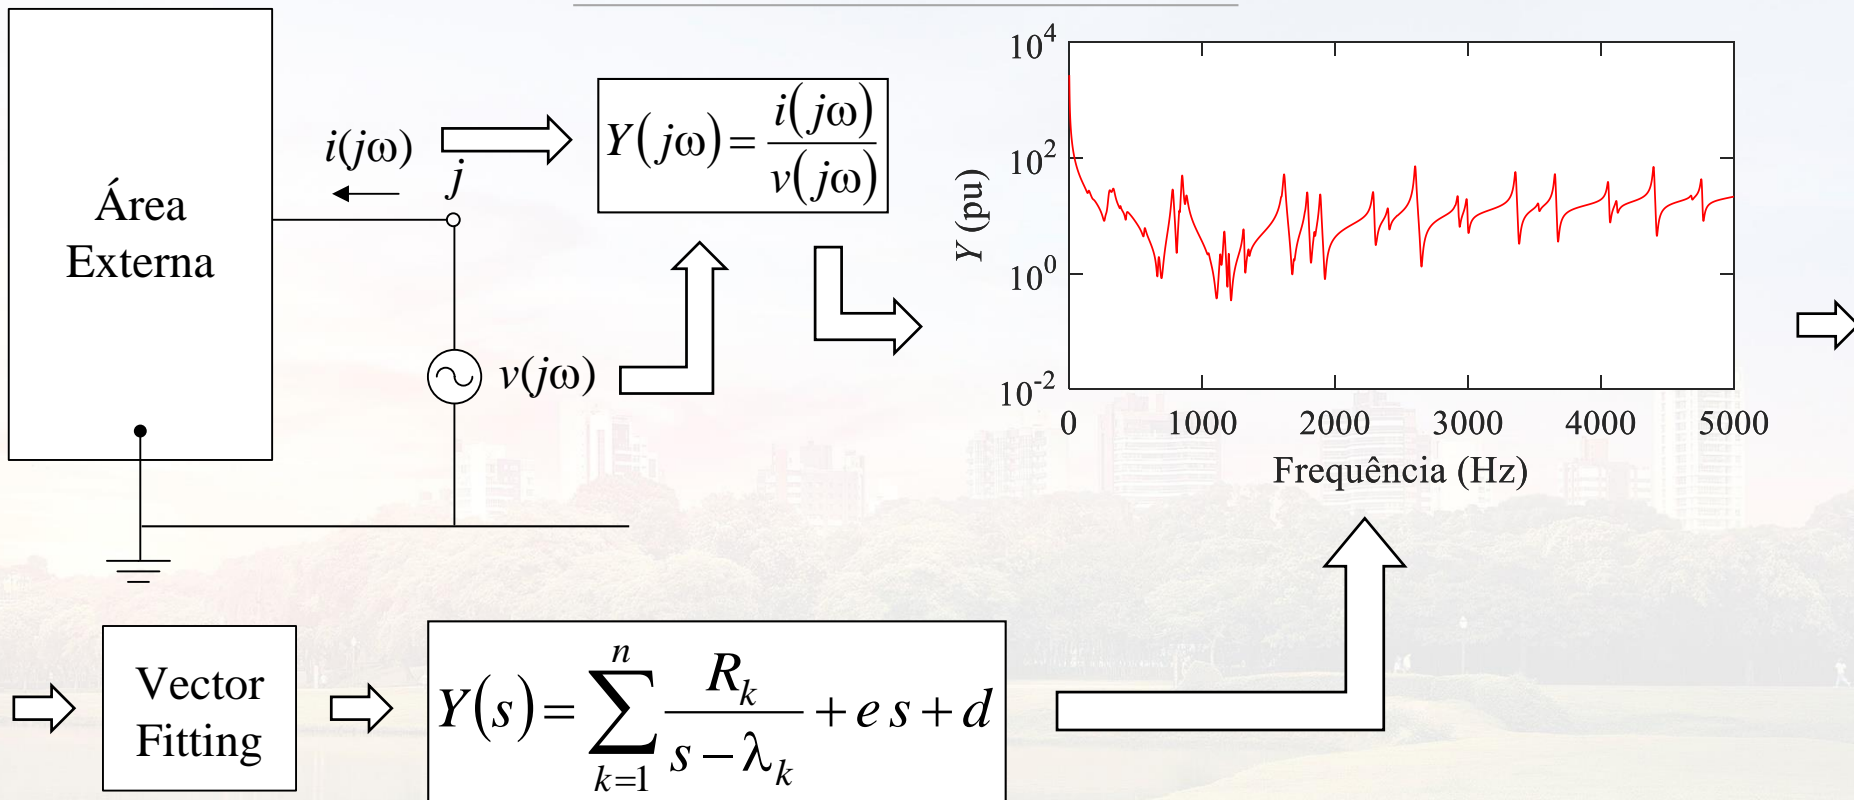 Área
Externa
i(jω)
j
v(jω)
Y(jω) = i(jω) / v(jω)
Y (pu)
10^4
10^2
10^0
10^-2
0 1000 2000 3000 4000 5000
Frequência (Hz)
Vector
Fitting
Y(s) = ∑_{k=1}^{n} R_k / (s − λ_k) + e s + d